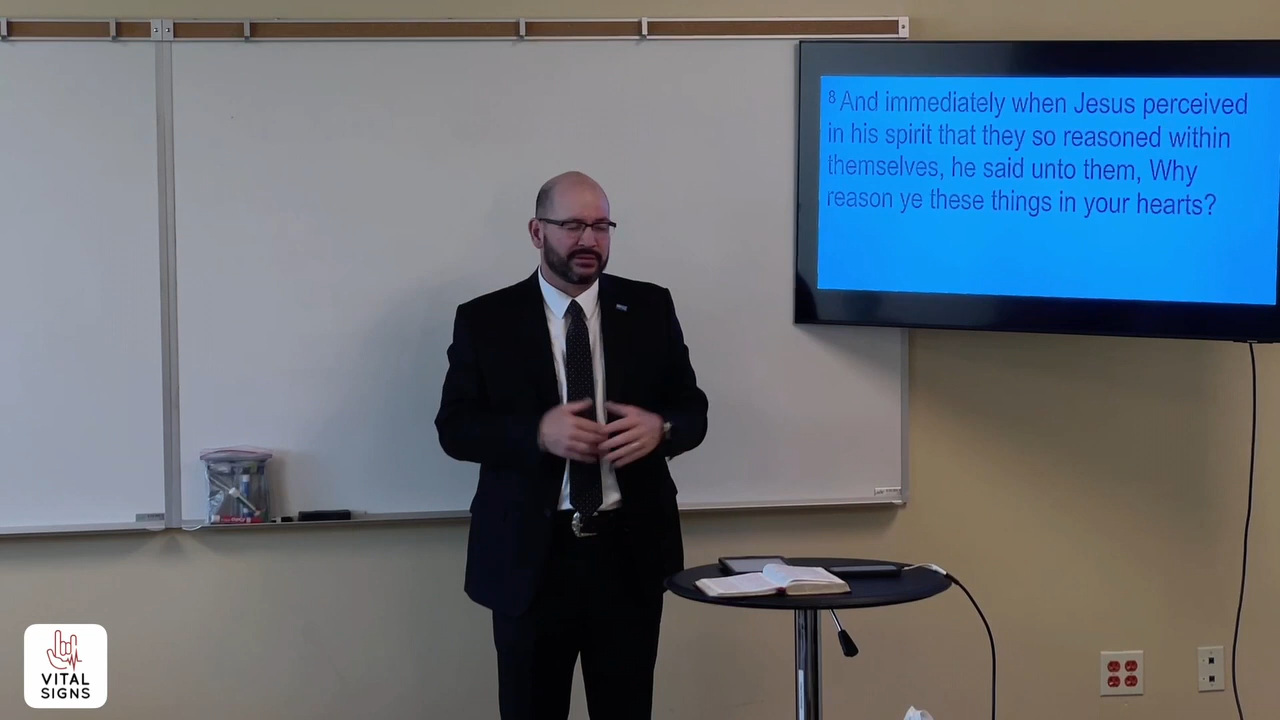 8 And immediately when Jesus perceived
in his spirit that they so reasoned within
themselves, he said unto them, Why
reason ye these things in your hearts?
VITAL
SIGNS